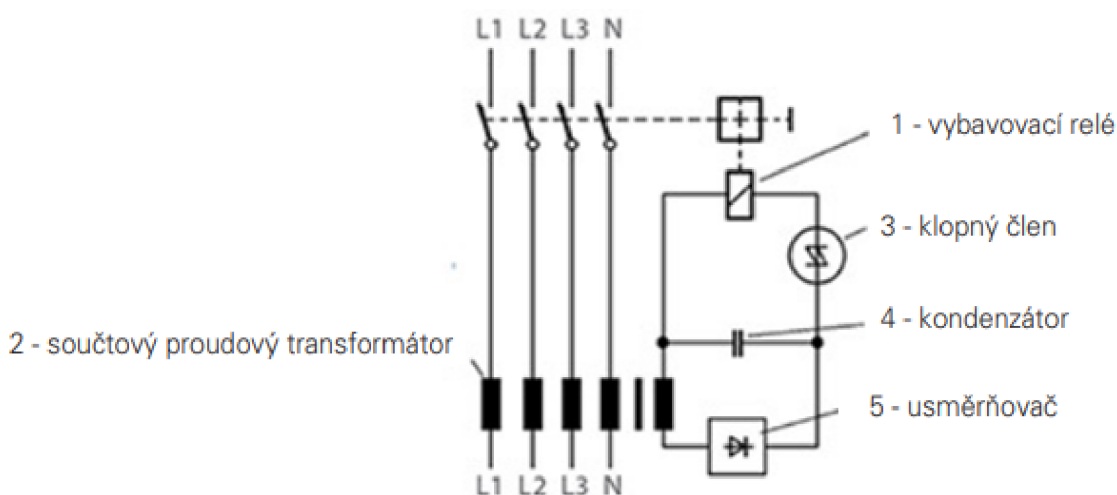 L1 L2 L3 N
1 - vybavovací relé
3 - klopný člen
4 - kondenzátor
2 - součtový proudový transformátor
5 - usměrňovač
L1 L2 L3 N